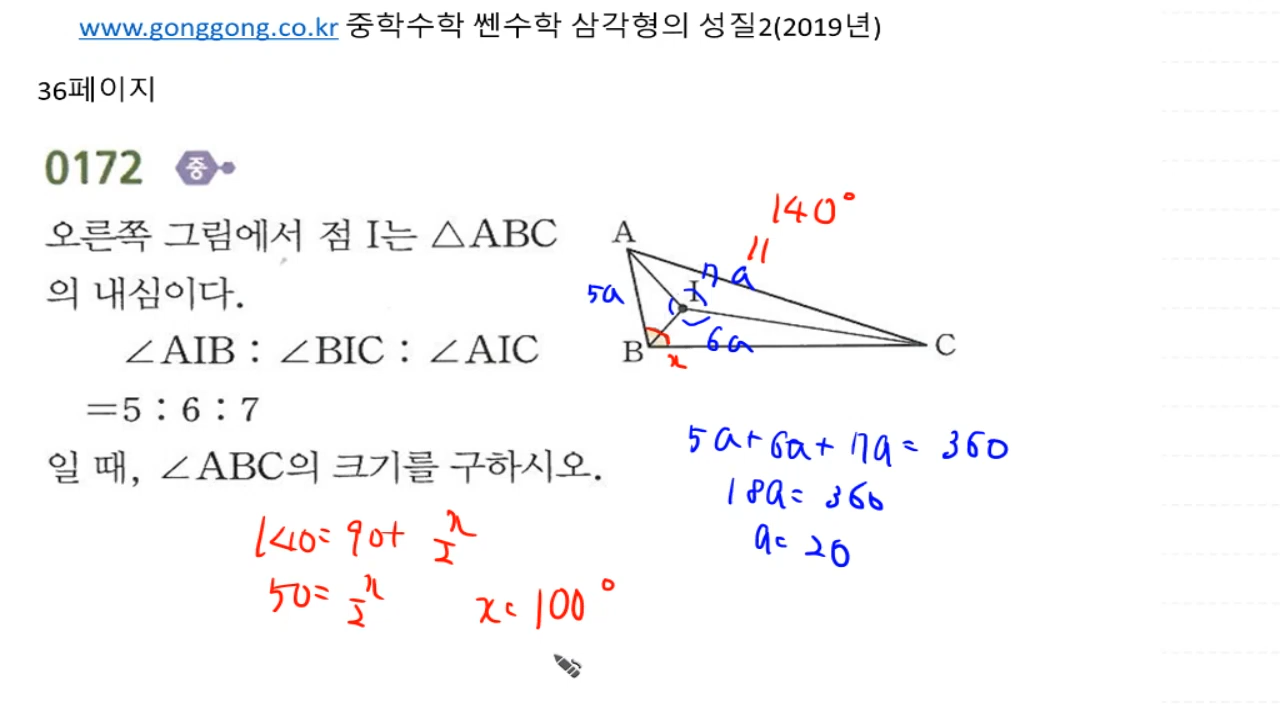 www.gonggong.co.kr 중학수학 쎈수학 삼각형의 성질2(2019년)
36페이지
0172 중
오른쪽 그림에서 점 I는 △ABC
의 내심이다.
∠AIB : ∠BIC : ∠AIC
=5 : 6 : 7
일 때, ∠ABC의 크기를 구하시오.
140°
=
A
7a
5a
I
6a
B
x
C
5a+6a+7a= 360
18a= 360
a= 20
140= 90+ x/2
50= x/2
x= 100°